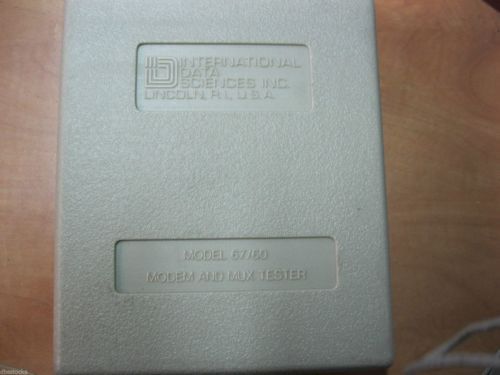 INTERNATIONAL
DATA
SCIENCES INC.
LINCOLN, R.I., U.S.A.
MODEL 67/60
MODEM AND MUX TESTER